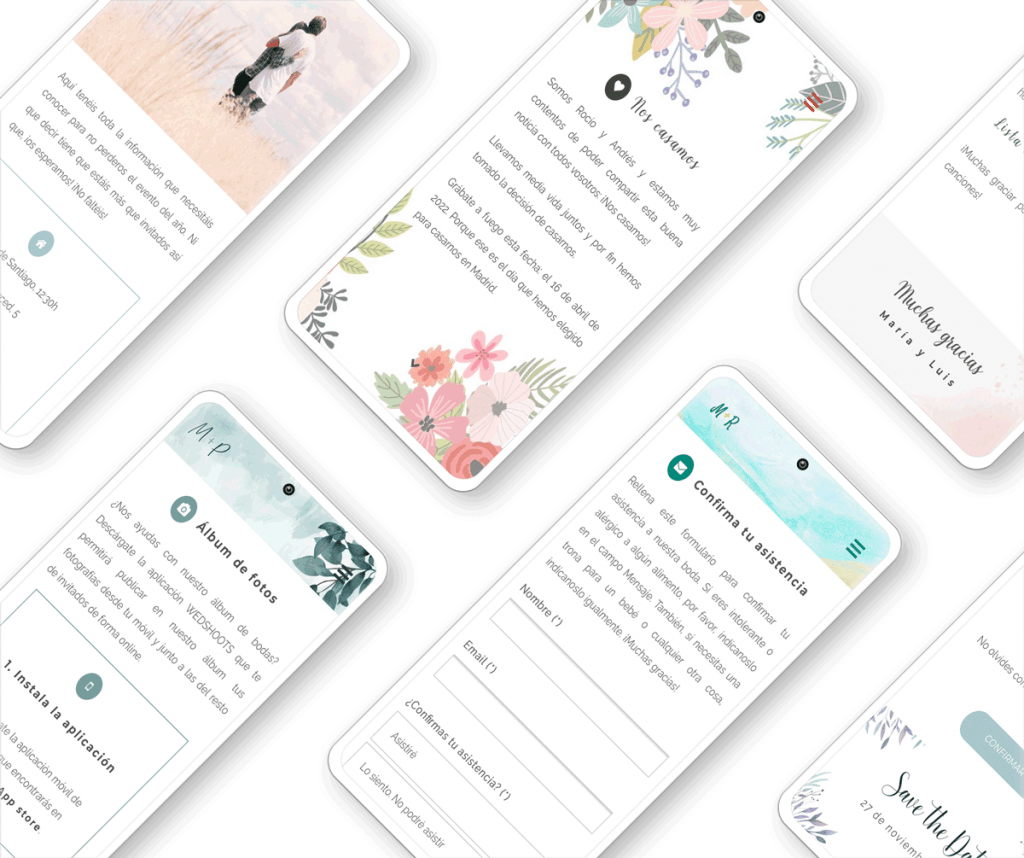 Aquí tenéis toda la información que necesitáis
conocer para no perderos el evento del año. Ni
que decir tiene que estáis más que invitados así
que, ¡os esperamos! ¡No faltéis!
de Santiago, 12:30h
ced, 5
Nos casamos
Somos Rocío y Andrés y estamos muy
contentos de poder compartir esta buena
noticia con todos vosotros: ¡Nos casamos!
Llevamos media vida juntos y por fin hemos
tomado la decisión de casarnos.
Grábate a fuego esta fecha: el 16 de abril de
2022. Porque ese es el día que hemos elegido
para casarnos en Madrid.
Lista
¡Muchas gracias
canciones!
Muchas gracias
María y Luis
M+P
Álbum de fotos
¿Nos ayudas con nuestro álbum de bodas?
Descárgate la aplicación WEDSHOOTS que te
permitirá publicar en nuestro álbum tus
fotografías desde tu móvil y junto a las del resto
de invitados de forma online.
1. Instala la aplicación
ate la aplicación móvil de
que encontrarás en
App store.
M+R
Confirma tu asistencia
Rellena este formulario para confirmar tu
asistencia a nuestra boda. Si eres intolerante o
alérgico a algún alimento, por favor, indícanoslo
en el campo Mensaje. También, si necesitas una
trona para un bebé o cualquier otra cosa,
indícanoslo igualmente. ¡Muchas gracias!
Nombre (*)
Email (*)
¿Confirmas tu asistencia? (*)
Asistiré
Lo siento. No podré asistir
No olvides co
CONFIRMAR
Save the Dat
27 de noviemb